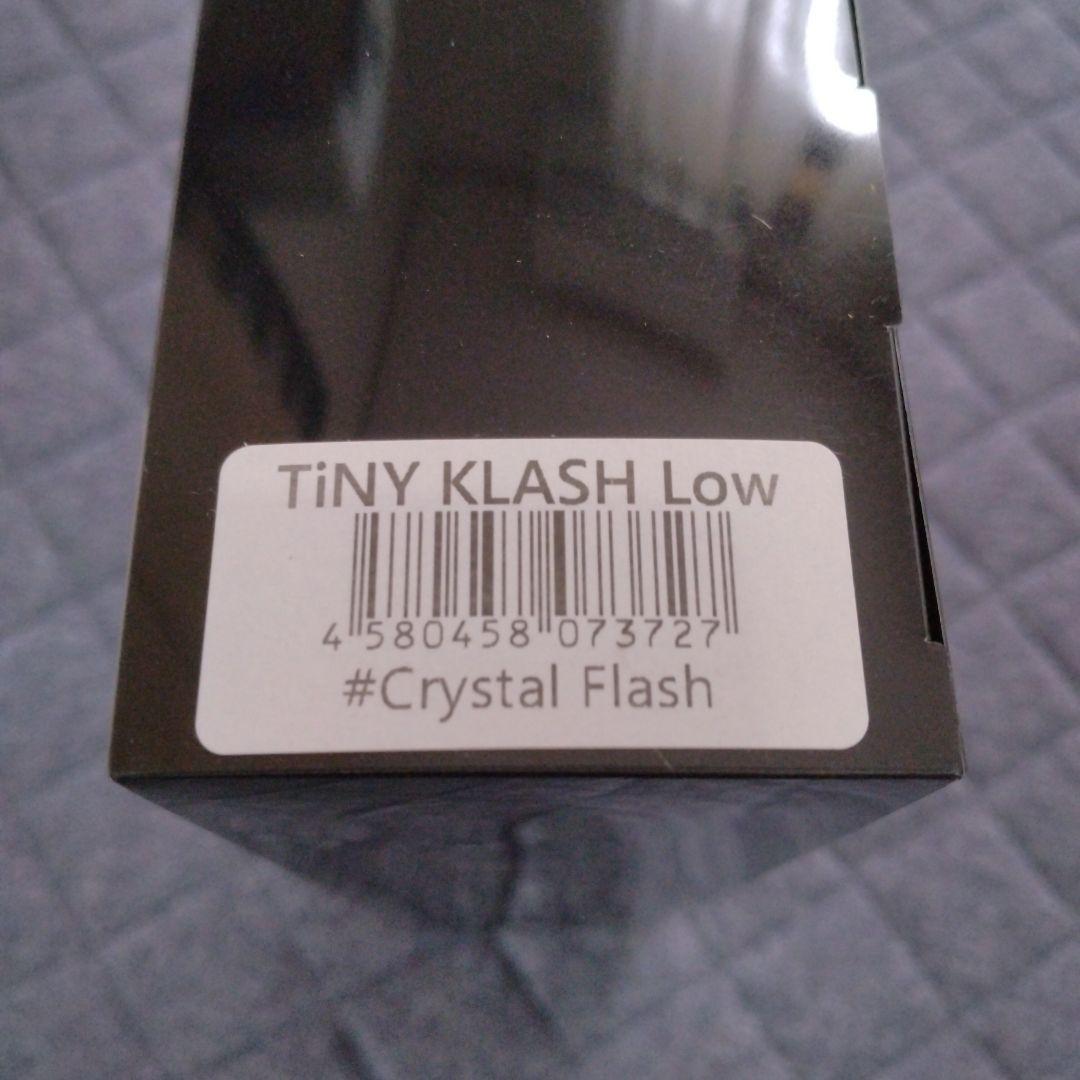 TiNY KLASH Low
4 580458 073727
#Crystal Flash